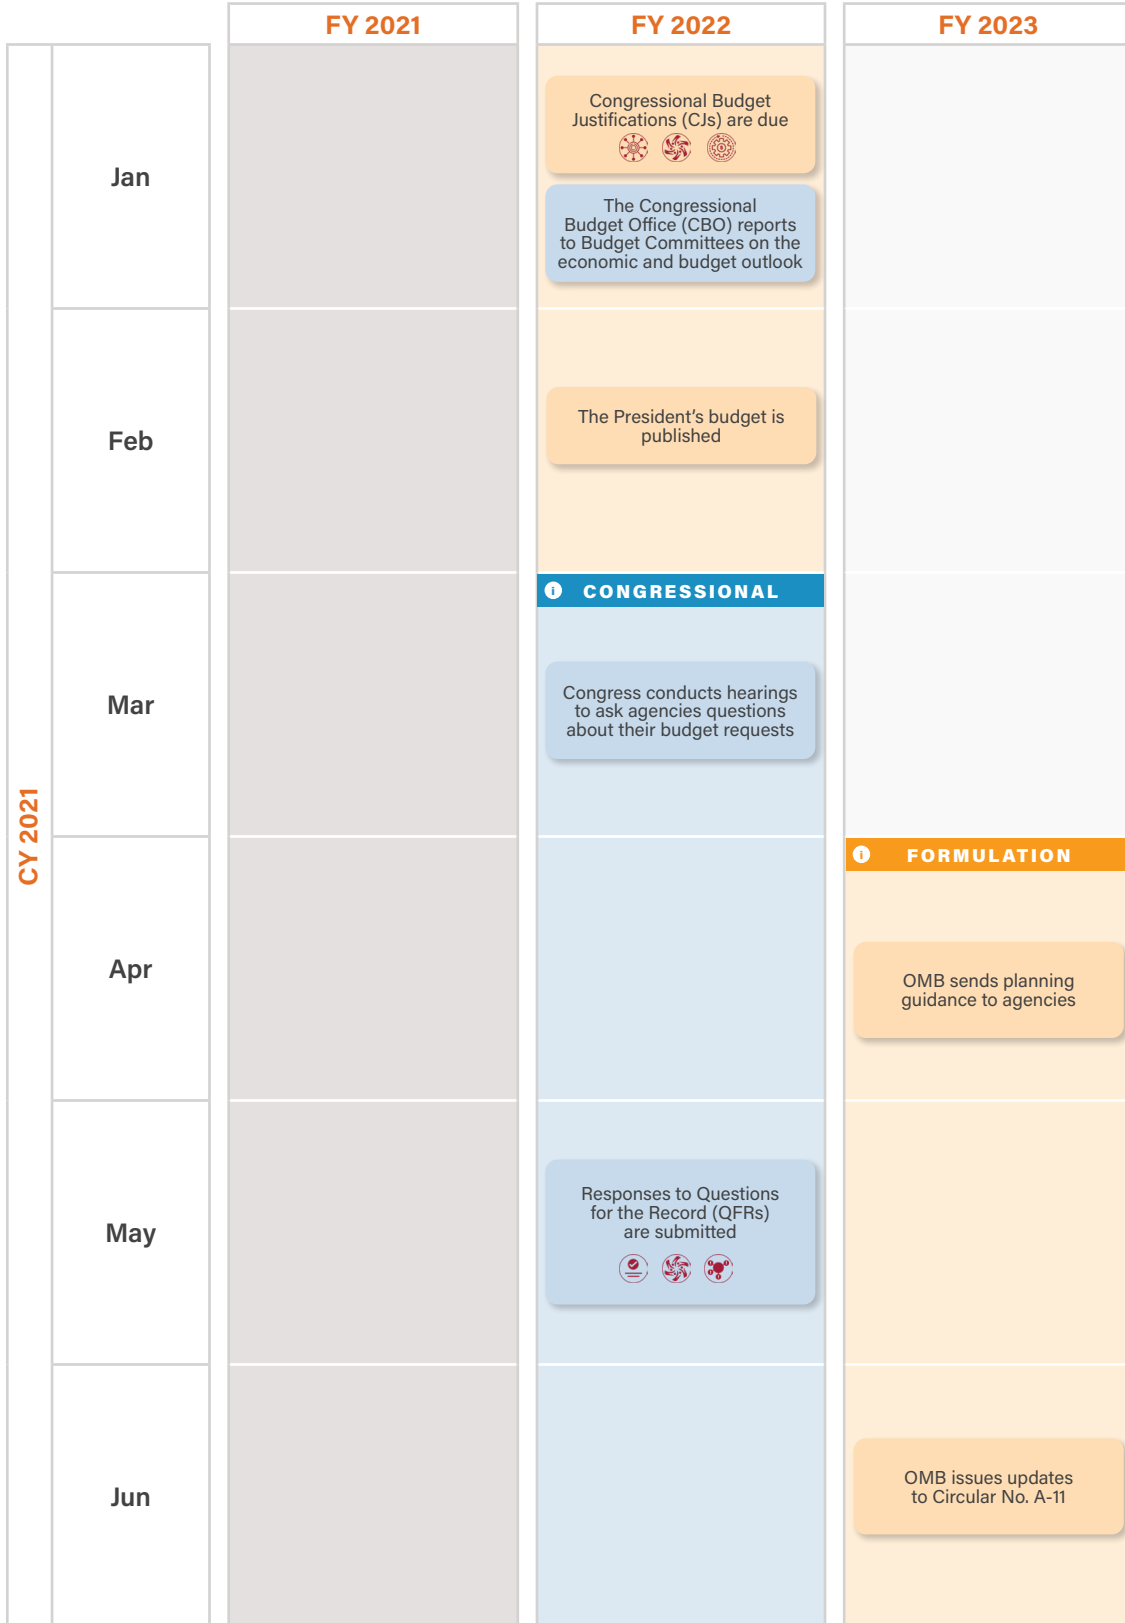 FY 2021
FY 2022
FY 2023
CY 2021
Jan
Congressional Budget
Justifications (CJs) are due
The Congressional
Budget Office (CBO) reports
to Budget Committees on the
economic and budget outlook
Feb
The President’s budget is
published
Mar
i CONGRESSIONAL
Congress conducts hearings
to ask agencies questions
about their budget requests
Apr
i FORMULATION
OMB sends planning
guidance to agencies
May
Responses to Questions
for the Record (QFRs)
are submitted
Jun
OMB issues updates
to Circular No. A-11